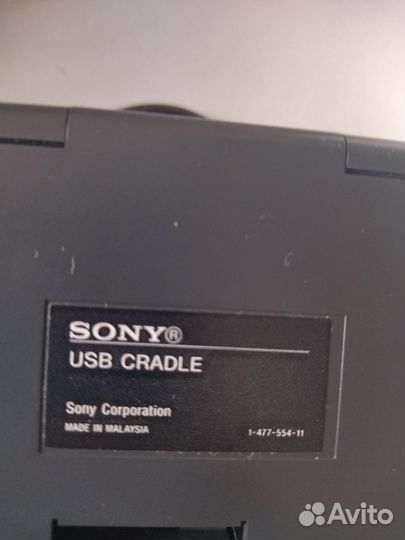 SONY®
USB CRADLE
Sony Corporation
MADE IN MALAYSIA
1-477-554-11
Avito